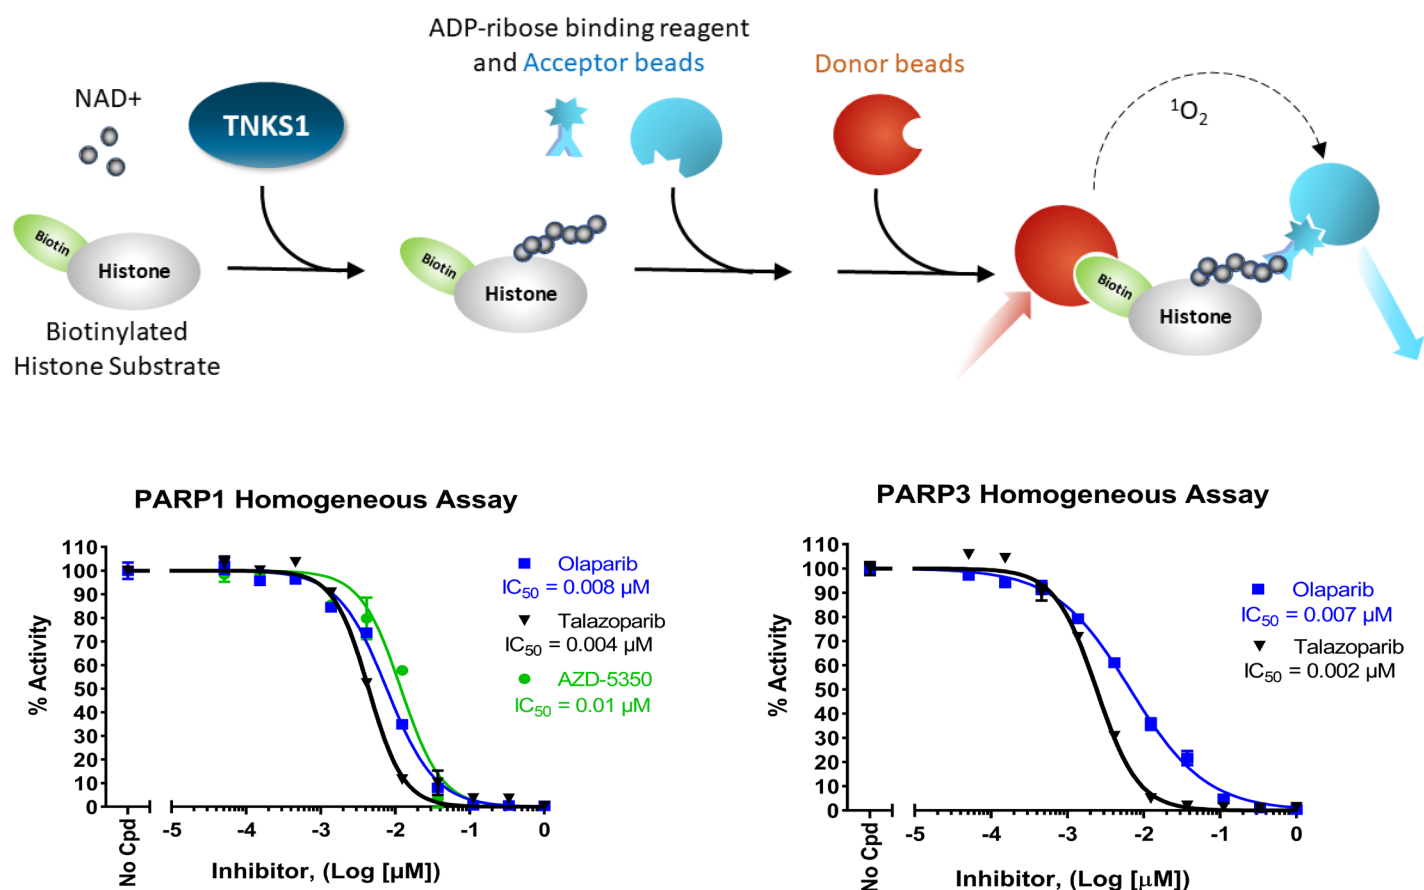 ADP-ribose binding reagent
and Acceptor beads
Donor beads
NAD+
TNKS1
¹O₂
Biotin
Histone
Biotinylated
Histone Substrate
Biotin
Histone
Biotin
Histone
PARP1 Homogeneous Assay
% Activity
110
100
90
80
70
60
50
40
30
20
10
0
No Cpd
-5
-4
-3
-2
-1
0
Inhibitor, (Log [µM])
Olaparib
IC₅₀ = 0.008 µM
Talazoparib
IC₅₀ = 0.004 µM
AZD-5350
IC₅₀ = 0.01 µM
PARP3 Homogeneous Assay
% Activity
110
100
90
80
70
60
50
40
30
20
10
0
No Cpd
-5
-4
-3
-2
-1
0
Inhibitor, (Log [µM])
Olaparib
IC₅₀ = 0.007 µM
Talazoparib
IC₅₀ = 0.002 µM